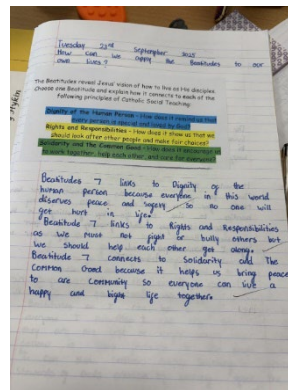 Tuesday 23rd September 2025
How can we apply the Beatitudes to our
own lives?
The Beatitudes reveal Jesus' vision of how to live as His disciples.
Choose one Beatitude and explain how it connects to each of the
following principles of Catholic Social Teaching:
Dignity of the Human Person - How does it remind us that
every person is special and loved by God?
Rights and Responsibilities - How does it show us that we
should look after other people and make fair choices?
Solidarity and the Common Good - How does it encourage us
to work together, help each other, and care for everyone?
Beatitudes 7 links to Dignity of the
human person because everyone in this world
deserves peace and safety so no one will
get hurt in life.
Beatitude 7 links to Rights and Responsibilities
as we must not fight or bully others but
we should help each other get along.
Beatitude 7 connects to Solidarity and The
Common Good because it helps us bring peace
to are community so everyone can live a
happy and bight life together.